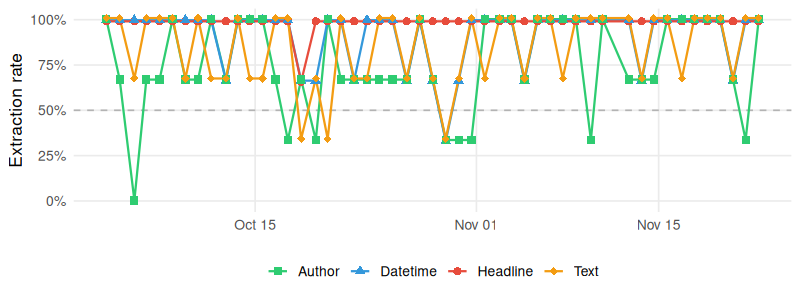 Extraction rate
100%
75%
50%
25%
0%
Oct 15 Nov 01 Nov 15
Author Datetime Headline Text